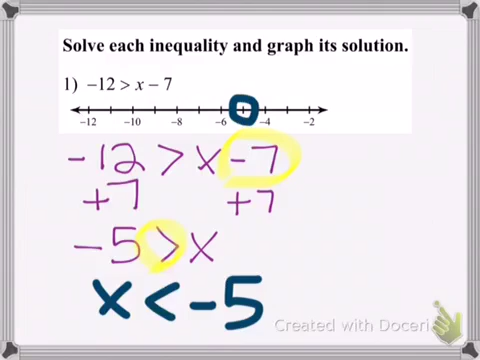 Solve each inequality and graph its solution.
1) −12 > x − 7
−12 −10 −8 −6 −4 −2
-12 > x -7
+7 +7
-5 > x
x < -5
Created with Doceri